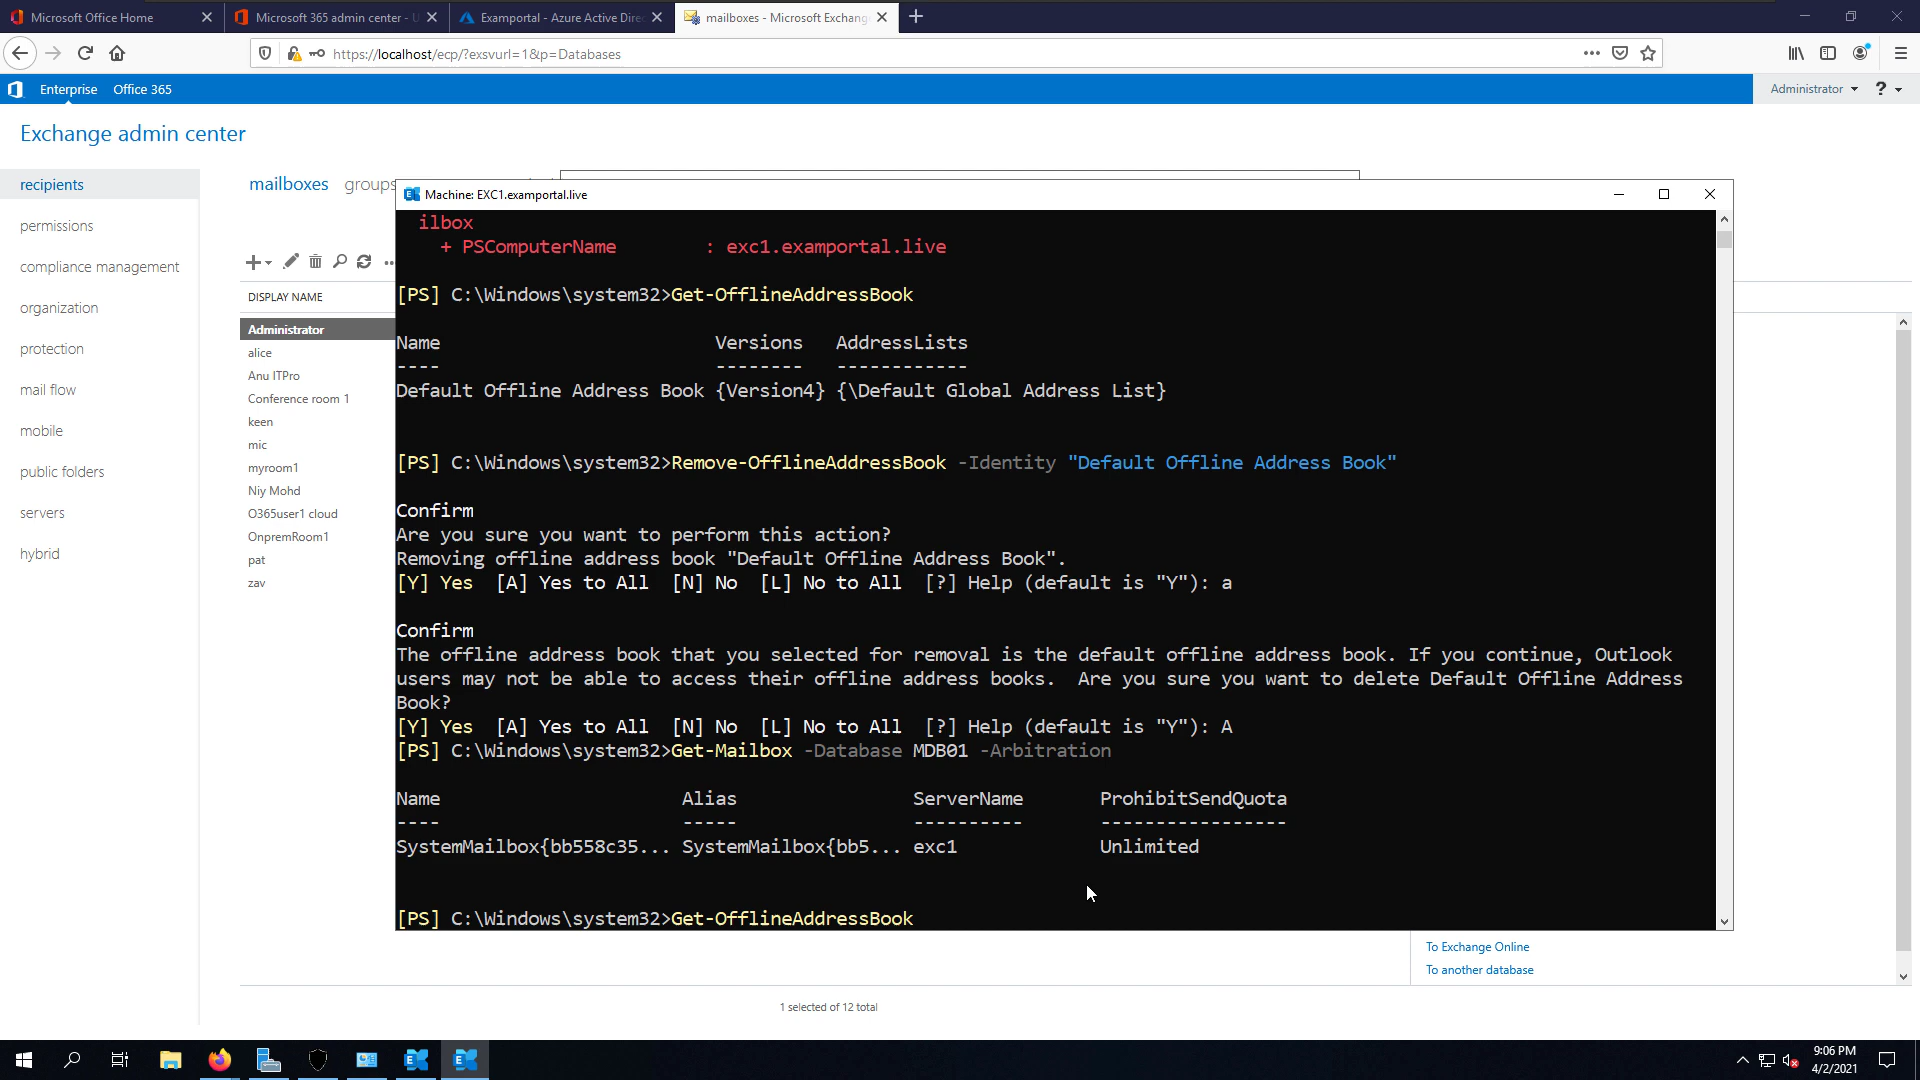 Microsoft Office Home
Microsoft 365 admin center - U
Examportal - Azure Active Dire
mailboxes - Microsoft Exchang
https://localhost/ecp/?exsvurl=1&p=Databases
Enterprise
Office 365
Administrator
?
Exchange admin center
recipients
permissions
compliance management
organization
protection
mail flow
mobile
public folders
servers
hybrid
mailboxes
groups
DISPLAY NAME
Administrator
alice
Anu ITPro
Conference room 1
keen
mic
myroom1
Niy Mohd
O365user1 cloud
OnpremRoom1
pat
zav
Machine: EXC1.examportal.live
ilbox
+ PSComputerName : exc1.examportal.live
[PS] C:\Windows\system32>Get-OfflineAddressBook
Name Versions AddressLists
---- -------- ------------
Default Offline Address Book {Version4} {\Default Global Address List}
[PS] C:\Windows\system32>Remove-OfflineAddressBook -Identity "Default Offline Address Book"
Confirm
Are you sure you want to perform this action?
Removing offline address book "Default Offline Address Book".
[Y] Yes [A] Yes to All [N] No [L] No to All [?] Help (default is "Y"): a
Confirm
The offline address book that you selected for removal is the default offline address book. If you continue, Outlook
users may not be able to access their offline address books. Are you sure you want to delete Default Offline Address
Book?
[Y] Yes [A] Yes to All [N] No [L] No to All [?] Help (default is "Y"): A
[PS] C:\Windows\system32>Get-Mailbox -Database MDB01 -Arbitration
Name Alias ServerName ProhibitSendQuota
---- ----- ---------- -----------------
SystemMailbox{bb558c35... SystemMailbox{bb5... exc1 Unlimited
[PS] C:\Windows\system32>Get-OfflineAddressBook
To Exchange Online
To another database
1 selected of 12 total
9:06 PM
4/2/2021